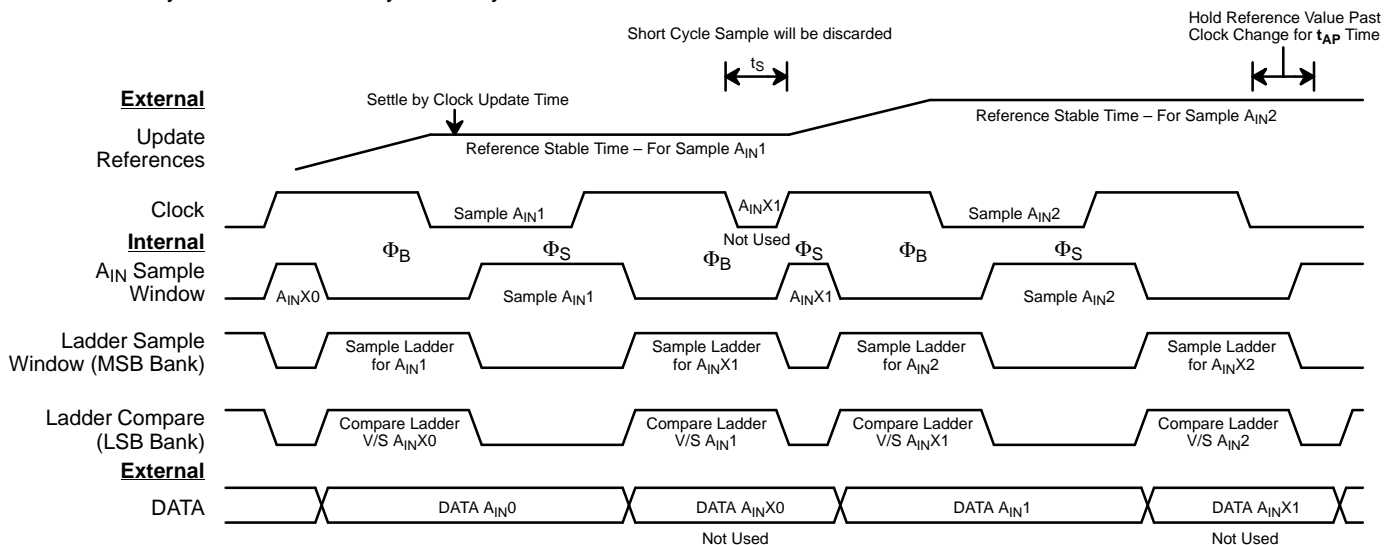 Hold Reference Value Past
Clock Change for tAP Time
Short Cycle Sample will be discarded
tS
External
Settle by Clock Update Time
Update
References
Reference Stable Time – For Sample AIN1
Reference Stable Time – For Sample AIN2
Clock
Sample AIN1
AINX1
Sample AIN2
Not Used
Internal
ΦB
ΦS
ΦB
ΦS
ΦB
ΦS
AIN Sample
Window
AINX0
Sample AIN1
AINX1
Sample AIN2
Ladder Sample
Window (MSB Bank)
Sample Ladder
for AIN1
Sample Ladder
for AINX1
Sample Ladder
for AIN2
Sample Ladder
for AINX2
Ladder Compare
(LSB Bank)
Compare Ladder
V/S AINX0
Compare Ladder
V/S AIN1
Compare Ladder
V/S AINX1
Compare Ladder
V/S AIN2
External
DATA
DATA AIN0
DATA AINX0
DATA AIN1
DATA AINX1
Not Used
Not Used